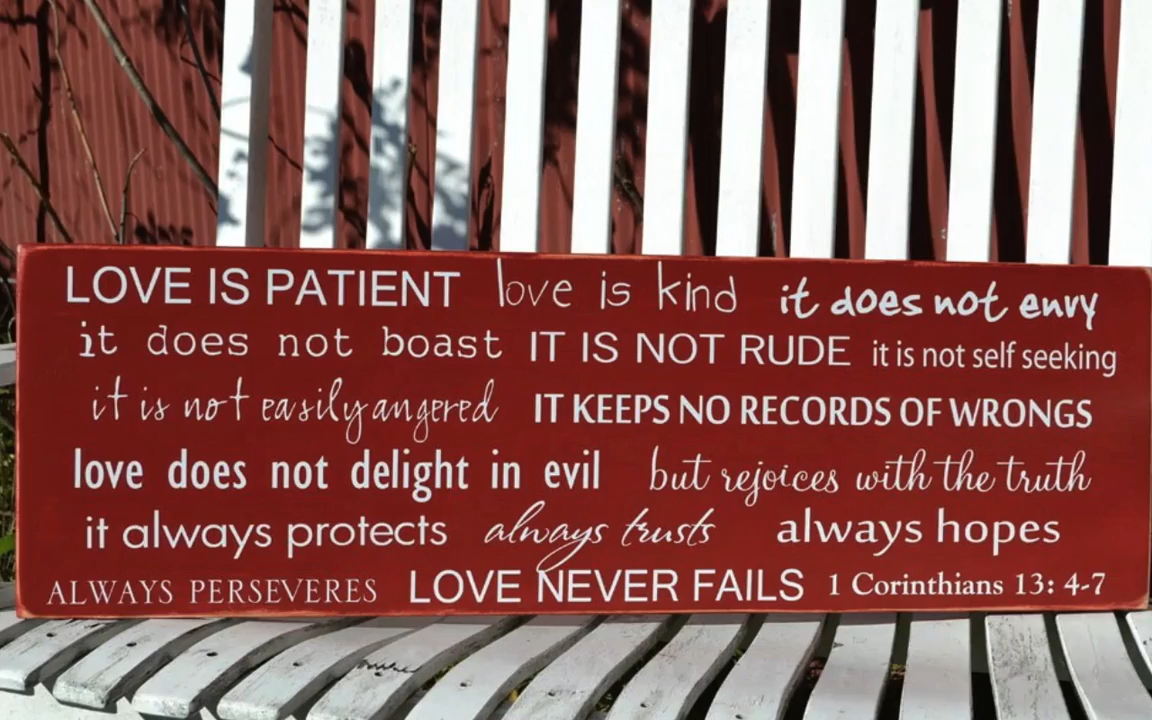 LOVE IS PATIENT love is kind it does not envy
it does not boast IT IS NOT RUDE it is not self seeking
it is not easily angered IT KEEPS NO RECORDS OF WRONGS
love does not delight in evil but rejoices with the truth
it always protects always trusts always hopes
ALWAYS PERSEVERES LOVE NEVER FAILS 1 Corinthians 13: 4-7